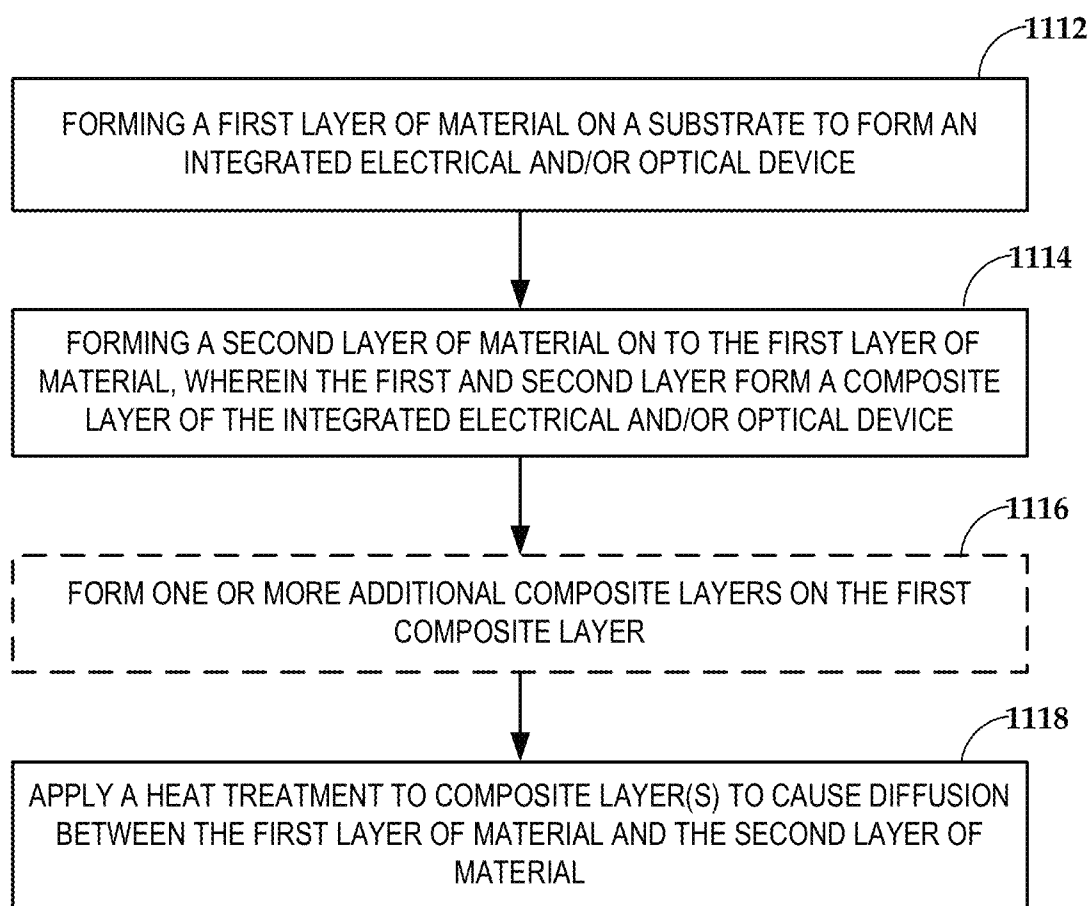 1112
FORMING A FIRST LAYER OF MATERIAL ON A SUBSTRATE TO FORM AN
INTEGRATED ELECTRICAL AND/OR OPTICAL DEVICE
1114
FORMING A SECOND LAYER OF MATERIAL ON TO THE FIRST LAYER OF
MATERIAL, WHEREIN THE FIRST AND SECOND LAYER FORM A COMPOSITE
LAYER OF THE INTEGRATED ELECTRICAL AND/OR OPTICAL DEVICE
1116
FORM ONE OR MORE ADDITIONAL COMPOSITE LAYERS ON THE FIRST
COMPOSITE LAYER
1118
APPLY A HEAT TREATMENT TO COMPOSITE LAYER(S) TO CAUSE DIFFUSION
BETWEEN THE FIRST LAYER OF MATERIAL AND THE SECOND LAYER OF
MATERIAL